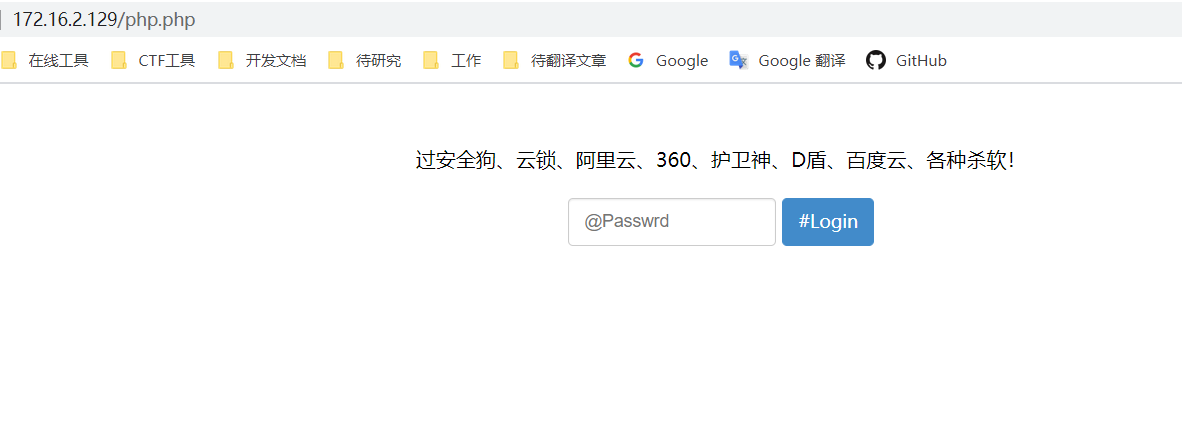 172.16.2.129/php.php
在线工具 CTF工具 开发文档 待研究 工作 待翻译文章 Google Google 翻译 GitHub
过安全狗、云锁、阿里云、360、护卫神、D盾、百度云、各种杀软！
@Passwrd #Login